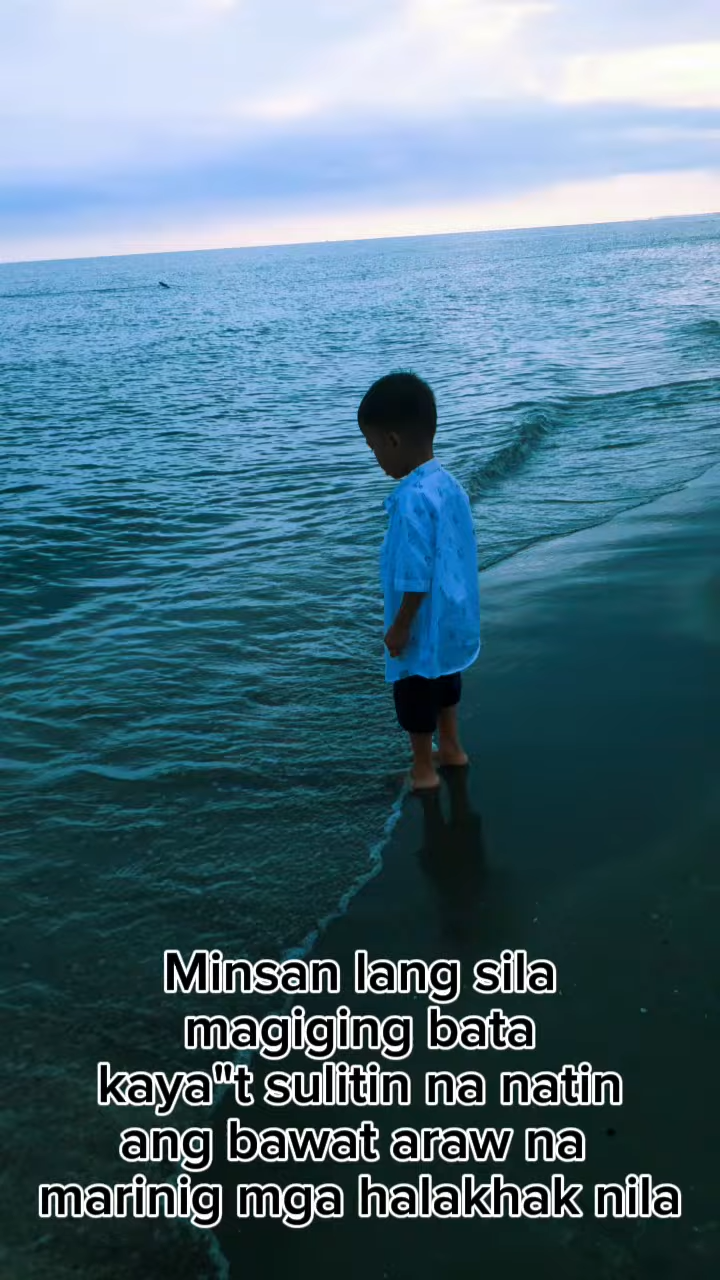 Minsan lang sila
magiging bata
kaya"t sulitin na natin
ang bawat araw na
marinig mga halakhak nila